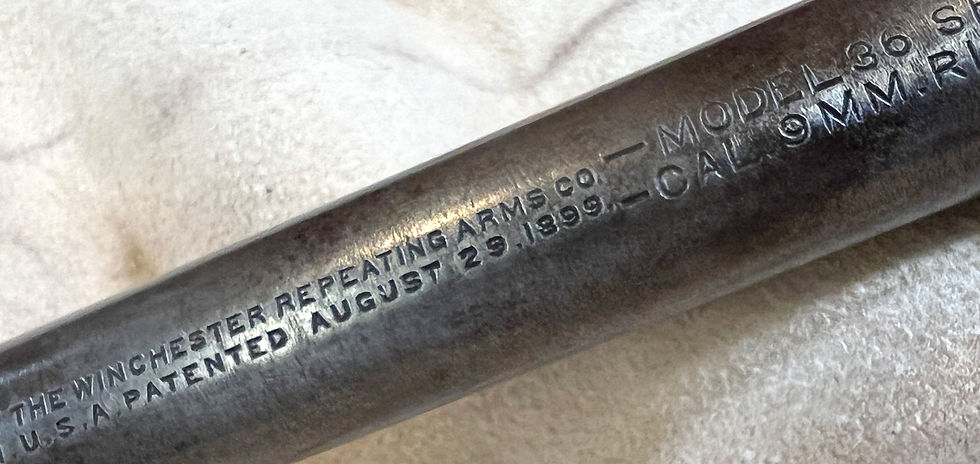 THE WINCHESTER REPEATING ARMS CO. — MODEL 36
U.S.A. PATENTED AUGUST 29, 1899. — CAL. 9MM.